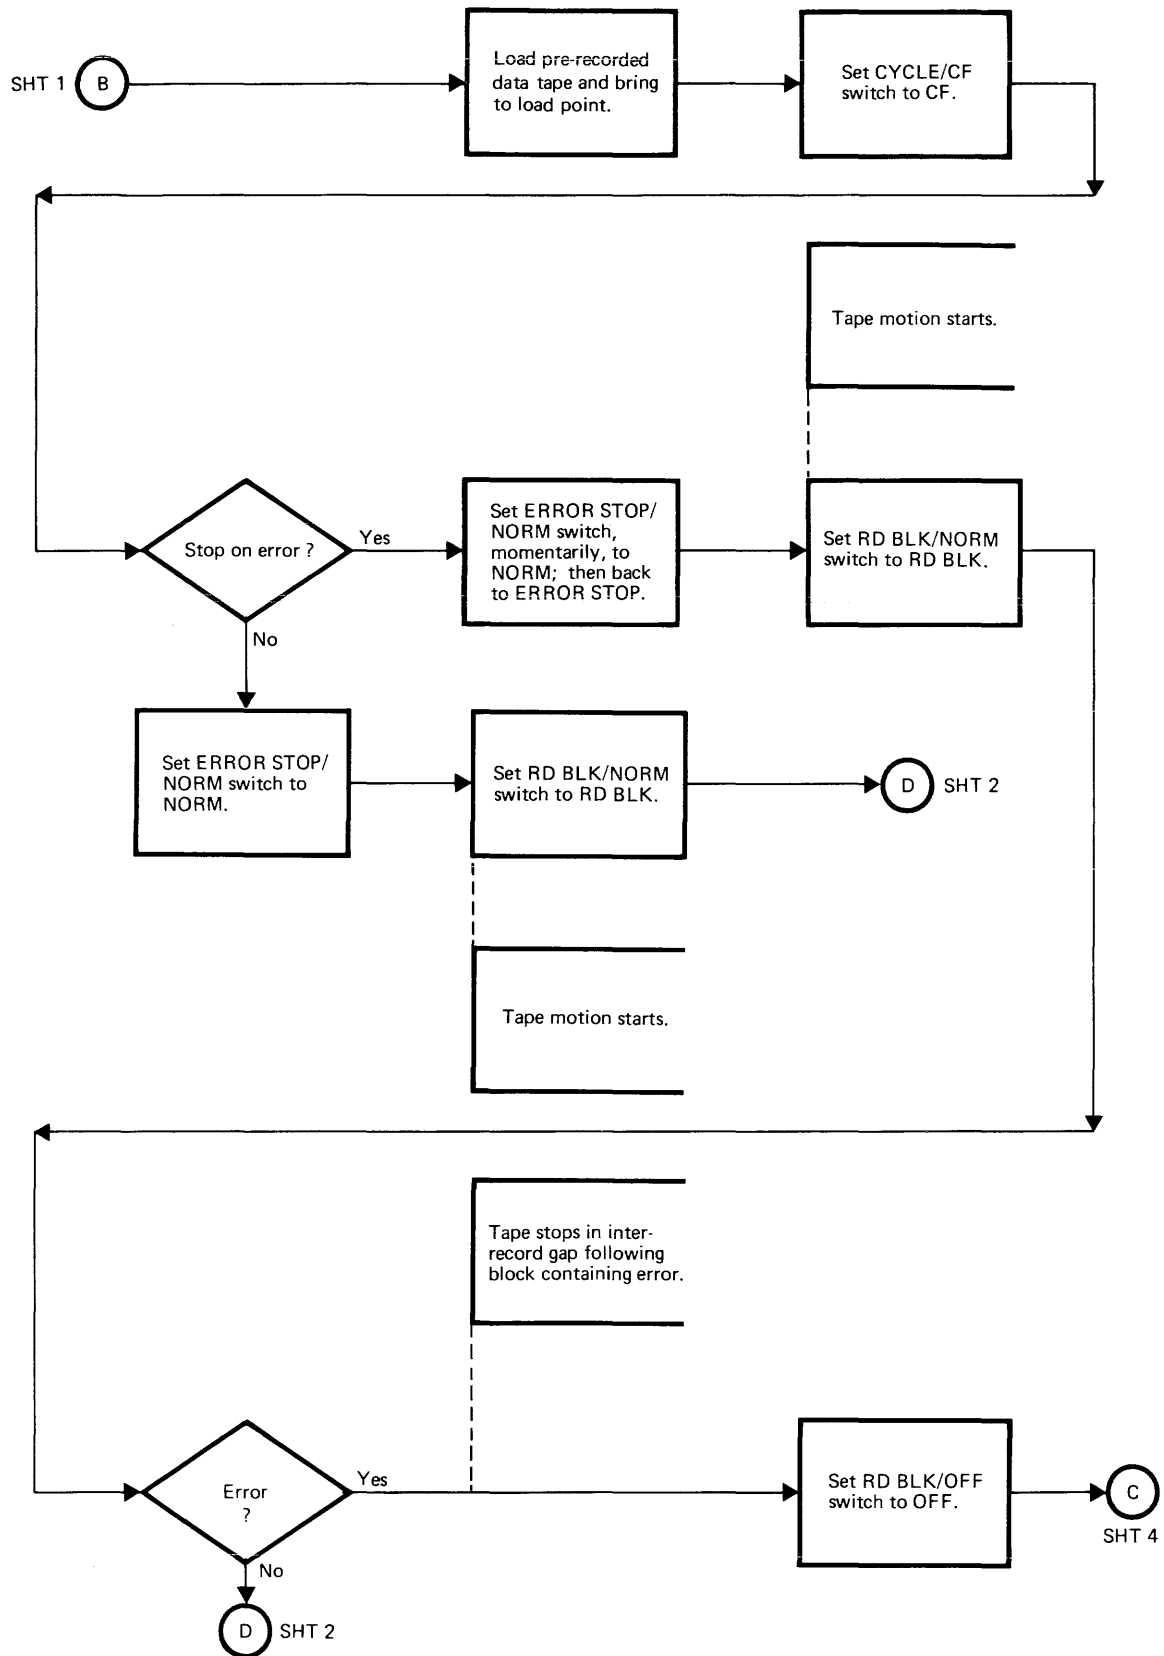 SHT 1
B
Load pre-recorded
data tape and bring
to load point.
Set CYCLE/CF
switch to CF.
Tape motion starts.
Stop on error ?
Yes
Set ERROR STOP/
NORM switch,
momentarily, to
NORM; then back
to ERROR STOP.
Set RD BLK/NORM
switch to RD BLK.
No
Set ERROR STOP/
NORM switch to
NORM.
Set RD BLK/NORM
switch to RD BLK.
D
SHT 2
Tape motion starts.
Tape stops in inter-
record gap following
block containing error.
Error
?
Yes
Set RD BLK/OFF
switch to OFF.
C
SHT 4
No
D
SHT 2